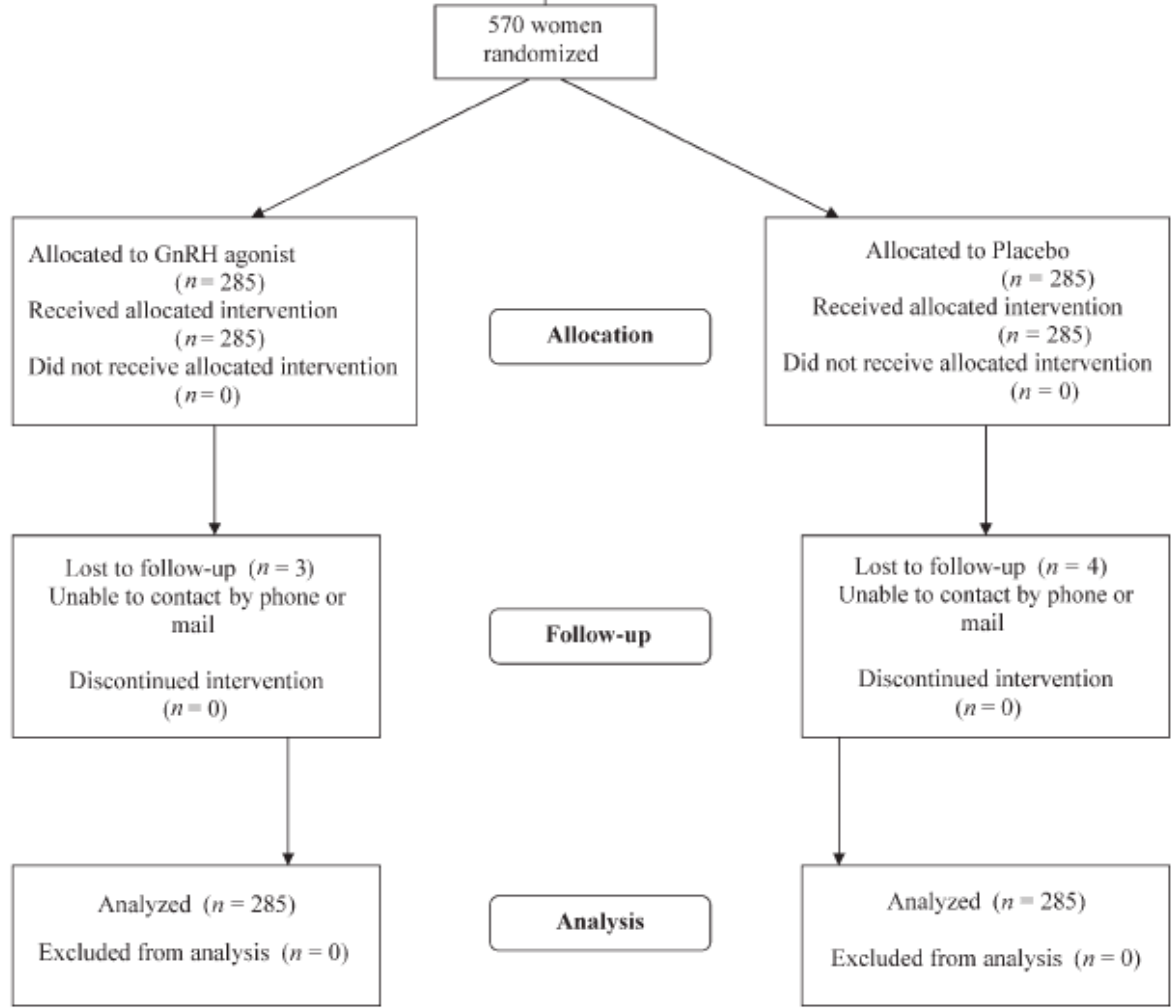 570 women
randomized
Allocated to GnRH agonist
(n = 285)
Received allocated intervention
(n = 285)
Did not receive allocated intervention
(n = 0)
Allocation
Allocated to Placebo
(n = 285)
Received allocated intervention
(n = 285)
Did not receive allocated intervention
(n = 0)
Lost to follow-up (n = 3)
Unable to contact by phone or
mail
Discontinued intervention
(n = 0)
Follow-up
Lost to follow-up (n = 4)
Unable to contact by phone or
mail
Discontinued intervention
(n = 0)
Analyzed (n = 285)
Excluded from analysis (n = 0)
Analysis
Analyzed (n = 285)
Excluded from analysis (n = 0)